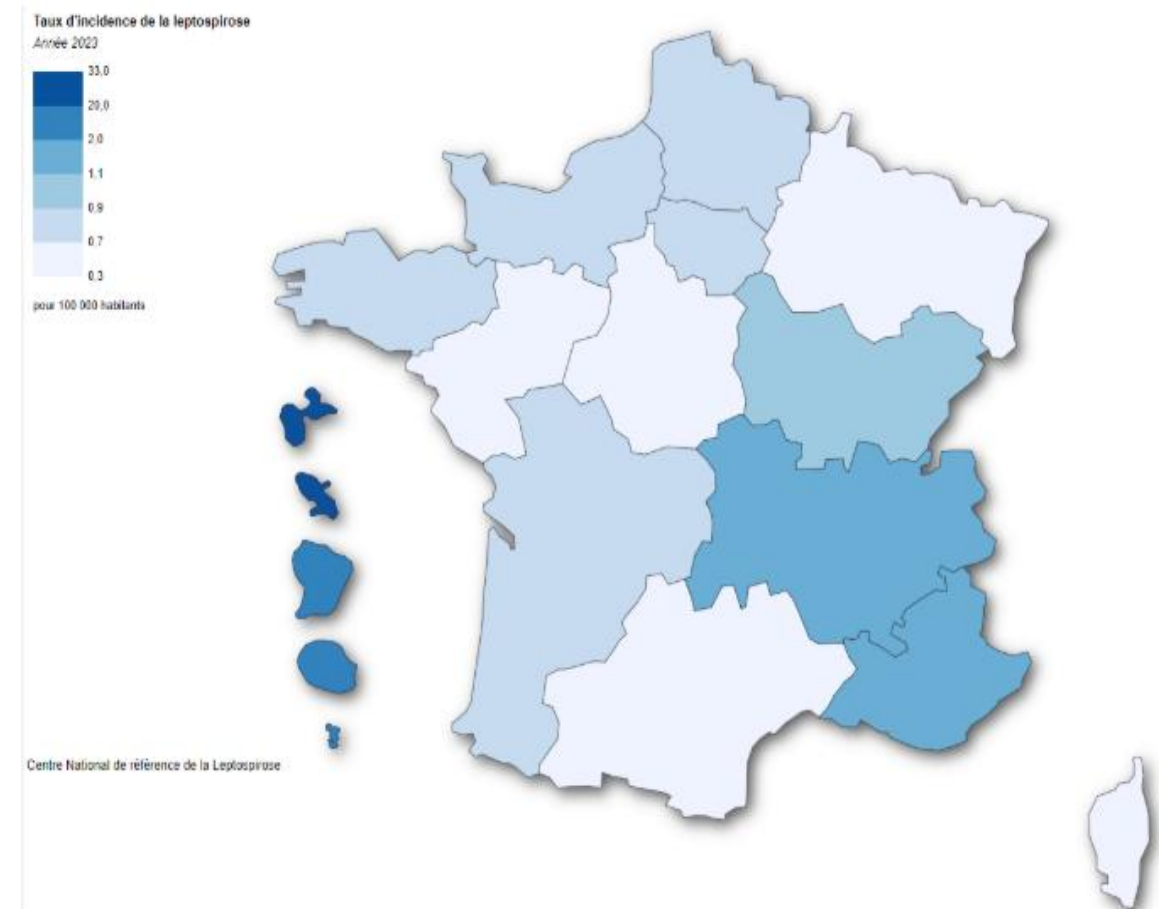 Taux d'incidence de la leptospirose
Année 2023
33,0
20,0
2,0
1,1
0,9
0,7
0,3
pour 100 000 habitants
Centre National de référence de la Leptospirose